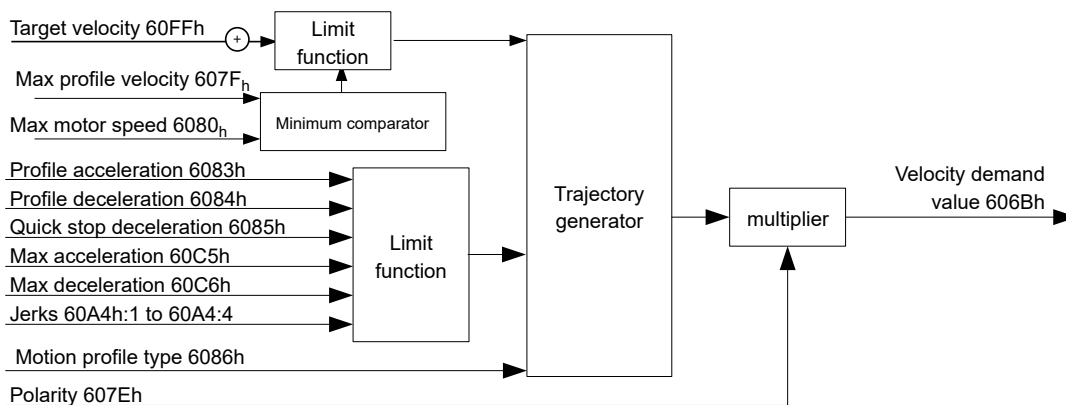 Target velocity 60FFh
+
Limit
function
Max profile velocity 607Fh
Minimum comparator
Max motor speed 6080h
Profile acceleration 6083h
Profile deceleration 6084h
Quick stop deceleration 6085h
Max acceleration 60C5h
Max deceleration 60C6h
Jerks 60A4h:1 to 60A4:4
Limit
function
Motion profile type 6086h
Polarity 607Eh
Trajectory
generator
multiplier
Velocity demand
value 606Bh